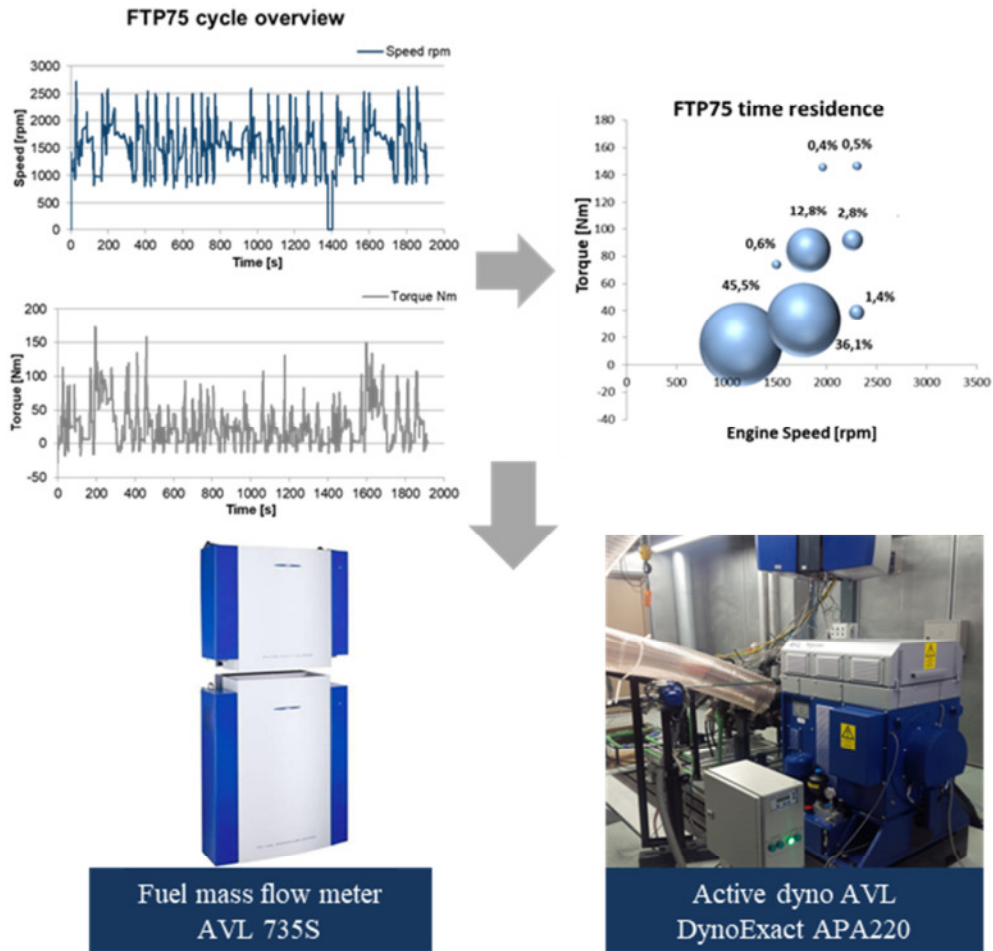 FTP75 cycle overview
Speed rpm
3000
2500
2000
1500
1000
500
0
Speed [rpm]
0 200 400 600 800 1000 1200 1400 1600 1800 2000
Time [s]
Torque Nm
200
150
100
50
0
-50
Torque [Nm]
0 200 400 600 800 1000 1200 1400 1600 1800 2000
Time [s]
FTP75 time residence
180
160
140
120
100
80
60
40
20
0
-20
-40
Torque [Nm]
0,4% 0,5%
12,8% 2,8%
0,6%
45,5%
1,4%
36,1%
0 500 1000 1500 2000 2500 3000 3500
Engine Speed [rpm]
Fuel mass flow meter
AVL 735S
Active dyno AVL
DynoExact APA220